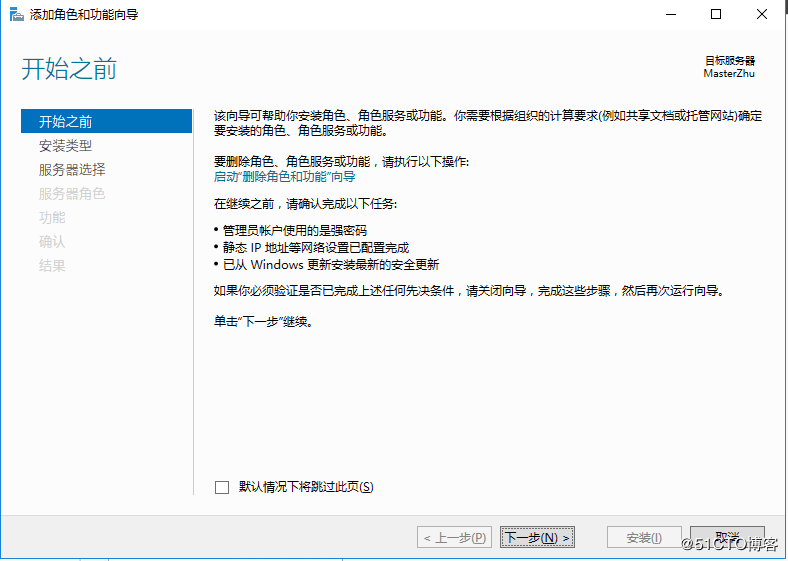 添加角色和功能向导
开始之前
目标服务器
MasterZhu
开始之前
安装类型
服务器选择
服务器角色
功能
确认
结果
该向导可帮助你安装角色、角色服务或功能。你需要根据组织的计算要求(例如共享文档或托管网站)确定
要安装的角色、角色服务或功能。
要删除角色、角色服务或功能，请执行以下操作:
启动"删除角色和功能"向导
在继续之前，请确认完成以下任务:
• 管理员帐户使用的是强密码
• 静态 IP 地址等网络设置已配置完成
• 已从 Windows 更新安装最新的安全更新
如果你必须验证是否已完成上述任何先决条件，请关闭向导，完成这些步骤，然后再次运行向导。
单击"下一步"继续。
默认情况下将跳过此页(S)
< 上一步(P)
下一步(N) >
安装(I)
取消
@51CTO博客